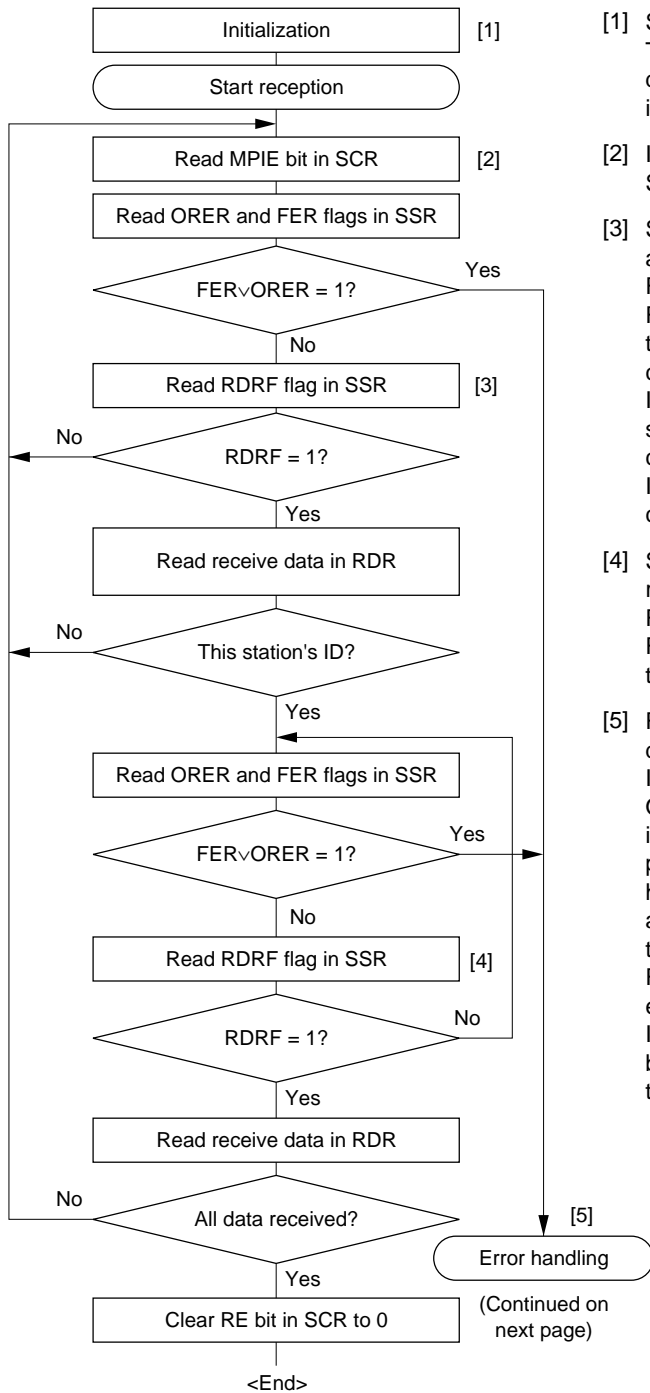 Initialization [1]
Start reception
Read MPIE bit in SCR [2]
Read ORER and FER flags in SSR
FER∨ORER = 1?
Yes
No
Read RDRF flag in SSR [3]
No
RDRF = 1?
Yes
Read receive data in RDR
No
This station's ID?
Yes
Read ORER and FER flags in SSR
FER∨ORER = 1?
Yes
No
Read RDRF flag in SSR [4]
No
RDRF = 1?
Yes
Read receive data in RDR
No
All data received?
Yes
Clear RE bit in SCR to 0
<End>
[5]
Error handling
(Continued on
next page)
[1]
[2]
[3]
[4]
[5]